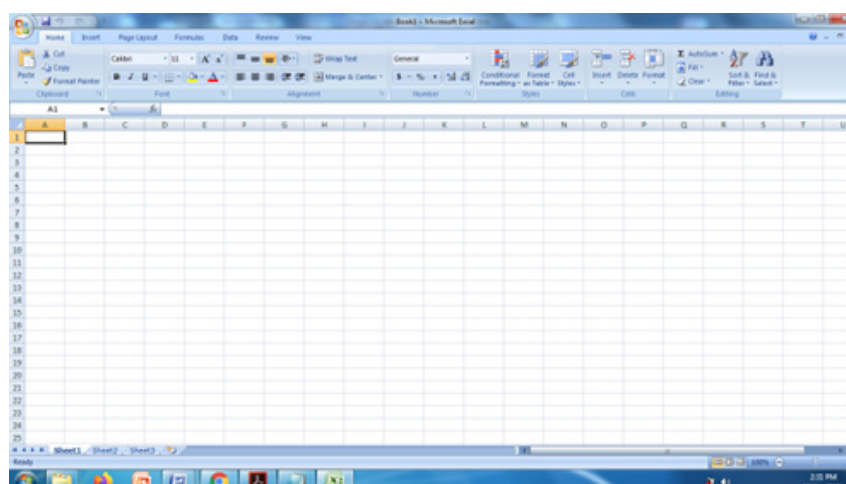 Book1 - Microsoft Excel
Home Insert Page Layout Formulas Data Review View
Paste Cut Copy Format Painter
Calibri 11
Wrap Text
Merge & Center
General
Conditional Formatting as Table Cell Styles
Format
Insert Delete Format
AutoSum
Fill
Clear
Sort & Filter Find & Select
Clipboard Font Alignment Number Styles Cells Editing
A1 fx
A B C D E F G H I J K L M N O P Q R S T U
1
2
3
4
5
6
7
8
9
10
11
12
13
14
15
16
17
18
19
20
21
22
23
24
25
Sheet1 Sheet2 Sheet3
Ready 100%
2:31 PM